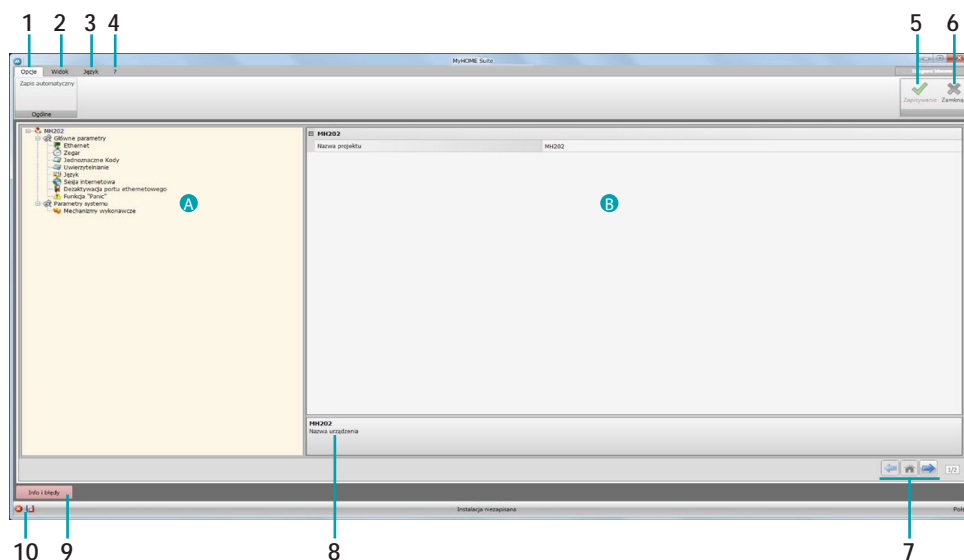 1 2 3 4 5 6
MyHOME Suite
Opcje Widok Język ?
Zapis automatyczny
Zapisywanie Zamknąć
Ogólne
MH202
Główne parametry
Ethernet
Zegar
Jednoznaczne Kody
Uwierzytelnianie
Język
Sesja internetowa
Dezaktywacja portu ethernetowego
Funkcja "Panic"
Parametry systemu
Mechanizmy wykonawcze
A
MH202
Nazwa projektu MH202
B
MH202
Nazwa urządzenia
1/2
Info i błędy
Instalacja niezapisana
10 9 8 7